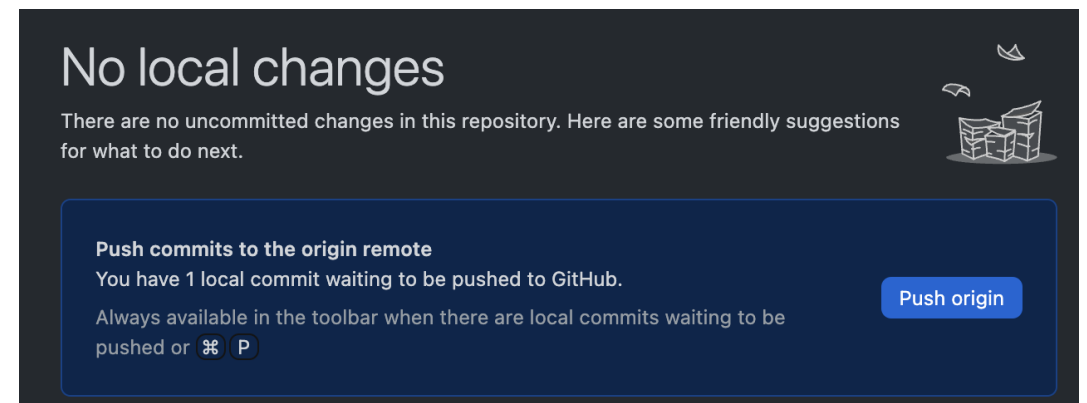 No local changes
There are no uncommitted changes in this repository. Here are some friendly suggestions
for what to do next.
Push commits to the origin remote
You have 1 local commit waiting to be pushed to GitHub.
Push origin
Always available in the toolbar when there are local commits waiting to be
pushed or ⌘ P